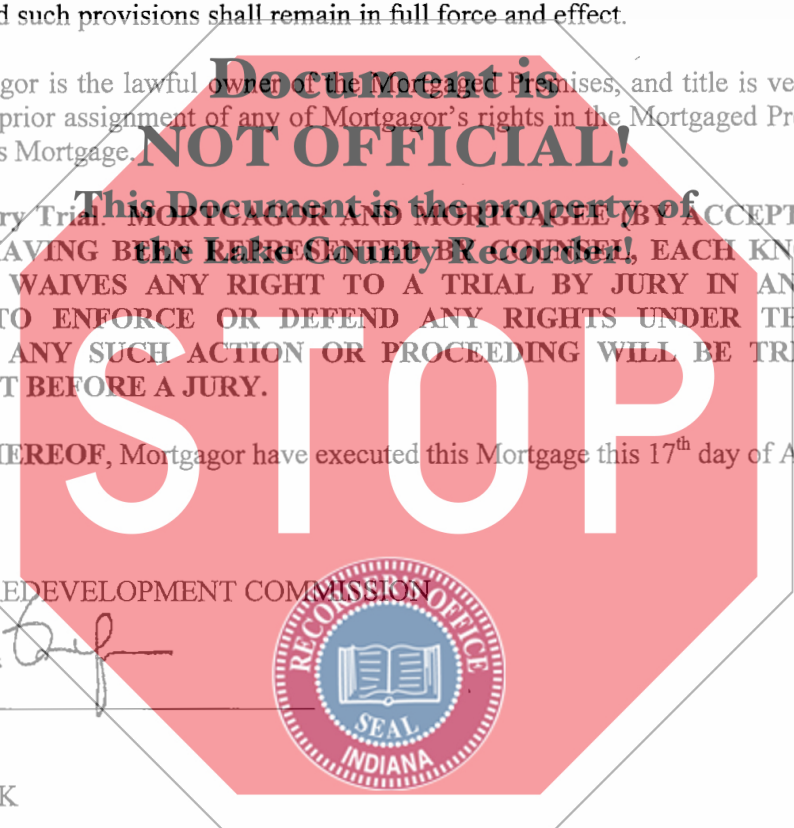 d such provisions shall remain in full force and effect.
Document is
gor is the lawful owner of the Mortgaged Premises, and title is ve
prior assignment of any of Mortgagor's rights in the Mortgaged Pr
NOT OFFICIAL!
s Mortgage.
This Document is the property of
ry Trial. MORTGAGOR AND MORTGAGEE (BY ACCEPT
the Lake County Recorder!
AVING BEEN REPRESENTED BY COUNSEL, EACH KN
WAIVES ANY RIGHT TO A TRIAL BY JURY IN AN
TO ENFORCE OR DEFEND ANY RIGHTS UNDER TH
ANY SUCH ACTION OR PROCEEDING WILL BE TR
T BEFORE A JURY.
STOP
EREOF, Mortgagor have executed this Mortgage this 17th day of A
EDEVELOPMENT COMMISSION
RECORDER'S OFFICE
SEAL
INDIANA
K